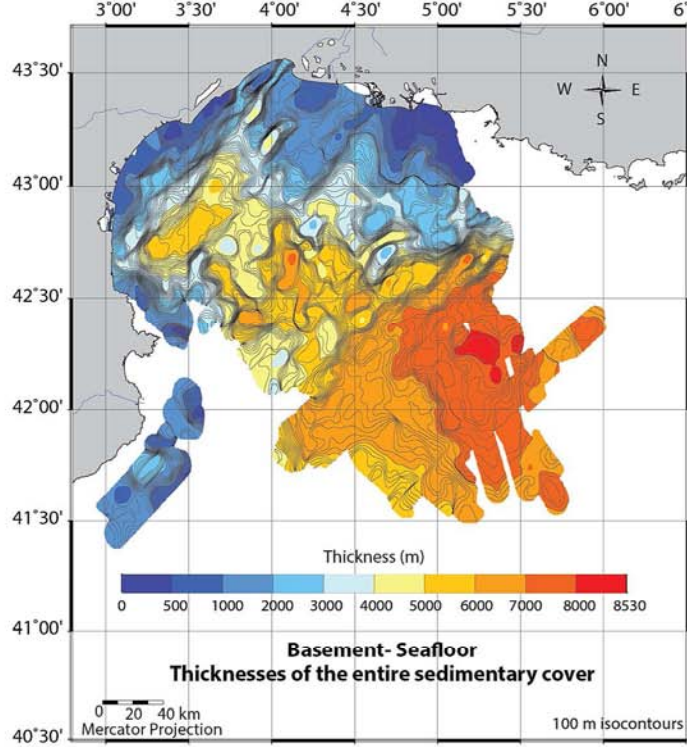 3°00' 3°30' 4°00' 4°30' 5°00' 5°30' 6°00' 6°30'
43°30'
N
W E
S
43°00'
42°30'
42°00'
41°30'
Thickness (m)
0 500 1000 2000 3000 4000 5000 6000 7000 8000 8530
41°00'
Basement- Seafloor
Thicknesses of the entire sedimentary cover
0 20 40 km
Mercator Projection
100 m isocontours
40°30'